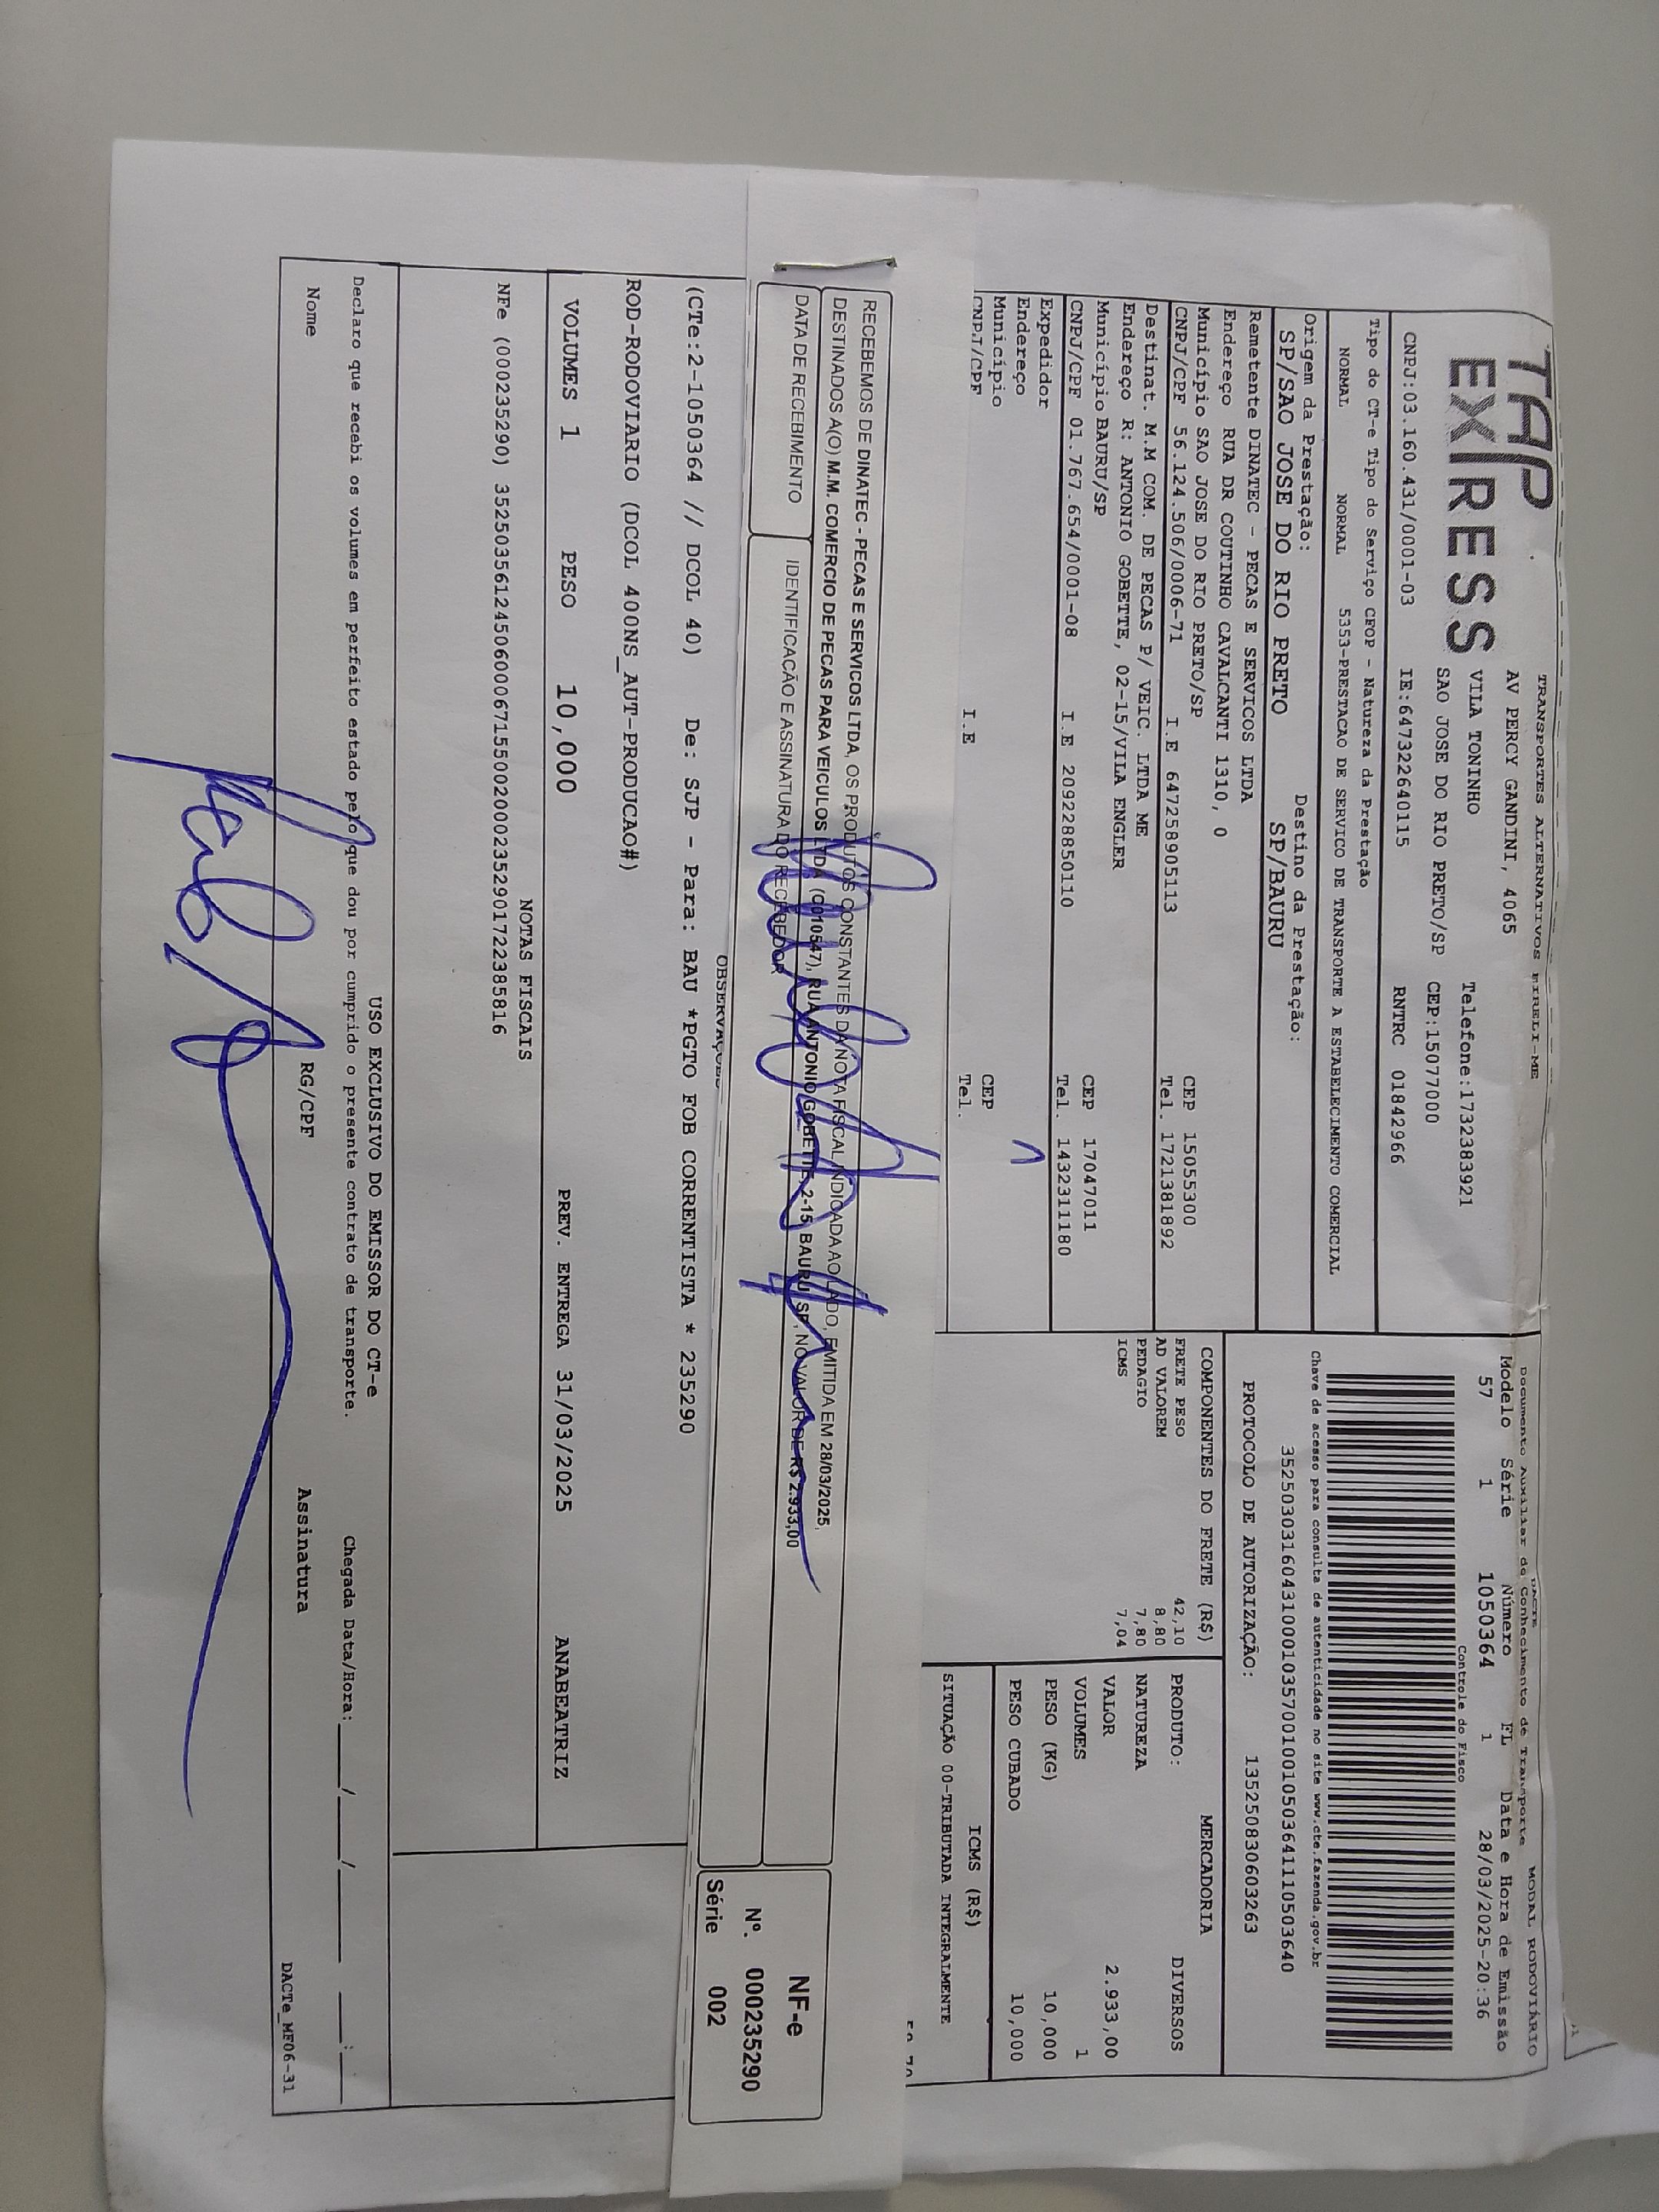 TRANSPORTES ALTERNATIVOS EIRELI-ME
TAP EXPRESS
AV PERCY GANDINI, 4065
VILA TONINHO Telefone:1732383921
SAO JOSE DO RIO PRETO/SP CEP:15077000
CNPJ:03.160.431/0001-03 IE:647322640115 RNTRC 01842966
Tipo do CT-e Tipo do Serviço CFOP - Natureza da Prestação
NORMAL NORMAL 5353-PRESTACAO DE SERVICO DE TRANSPORTE A ESTABELECIMENTO COMERCIAL
Origem da Prestação: Destino da Prestação:
SP/SAO JOSE DO RIO PRETO SP/BAURU
Remetente DINATEC - PECAS E SERVICOS LTDA
Endereço RUA DR COUTINHO CAVALCANTI 1310, 0
Município SAO JOSE DO RIO PRETO/SP CEP 15055300
CNPJ/CPF 56.124.506/0006-71 I.E 647258905113 Tel. 1721381892
Destinat. M.M COM. DE PECAS P/ VEIC. LTDA ME
Endereço R: ANTONIO GOBETTE, 02-15/VILA ENGLER
Município BAURU/SP CEP 17047011
CNPJ/CPF 01.767.654/0001-08 I.E 209228850110 Tel. 1432311180
Expedidor
Endereço
Município CEP
CNPJ/CPF I.E Tel.
DACTE MODAL RODOVIÁRIO
Documento Auxiliar do Conhecimento de Transporte
Modelo Série Número FL Data e Hora de Emissão
57 1 1050364 1 28/03/2025-20:36
Controle do Fisco
Chave de acesso para consulta de autenticidade no site www.cte.fazenda.gov.br
35250303160431000103570010010503641110503640
PROTOCOLO DE AUTORIZAÇÃO: 135250830603263
COMPONENTES DO FRETE (R$)
FRETE PESO 42,10
AD VALOREM 8,80
PEDAGIO 7,80
ICMS 7,04
MERCADORIA
PRODUTO: DIVERSOS
NATUREZA
VALOR 2.933,00
VOLUMES 1
PESO (KG) 10,000
PESO CUBADO 10,000
ICMS (R$)
SITUAÇÃO 00-TRIBUTADA INTEGRALMENTE
RECEBEMOS DE DINATEC - PECAS E SERVICOS LTDA, OS PRODUTOS CONSTANTES DA NOTA FISCAL INDICADA AO LADO, EMITIDA EM 28/03/2025,
DESTINADOS A(O) M.M. COMERCIO DE PECAS PARA VEICULOS LTDA (C010547), RUA ANTONIO GOBETTE, 2-15, BAURU, SP, NO VALOR DE R$ 2.933,00
DATA DE RECEBIMENTO IDENTIFICAÇÃO E ASSINATURA DO RECEBEDOR
NF-e
Nº. 000235290
Série 002
OBSERVAÇÕES
(CTe:2-1050364 // DCOL 40) De: SJP - Para: BAU *PGTO FOB CORRENTISTA * 235290
ROD-RODOVIARIO (DCOL 400NS_AUT-PRODUCAO#)
VOLUMES 1 PESO 10,000 PREV. ENTREGA 31/03/2025 ANABEATRIZ
NOTAS FISCAIS
NFe (000235290) 35250356124506000671550020002352901722385816
USO EXCLUSIVO DO EMISSOR DO CT-e
Declaro que recebi os volumes em perfeito estado pelo que dou por cumprido o presente contrato de transporte. Chegada Data/Hora:____/____/______ ____:____
Nome RG/CPF Assinatura
DACTe_MF06-31